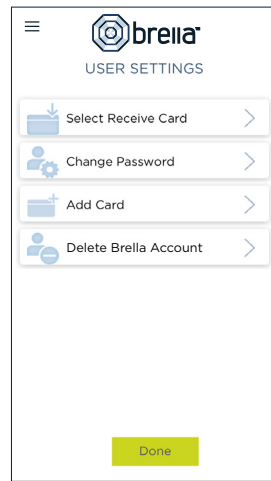 brella
USER SETTINGS
Select Receive Card
Change Password
Add Card
Delete Brella Account
Done